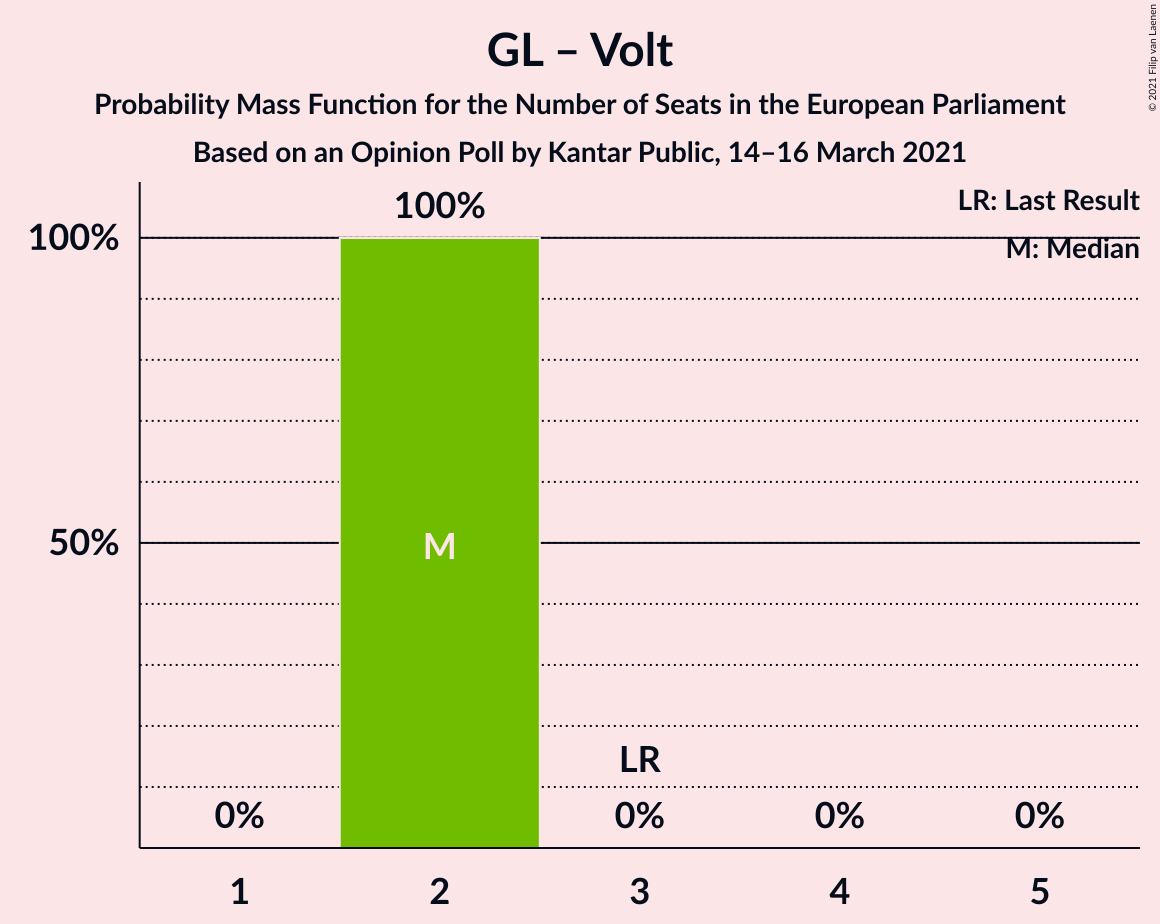 GL – Volt
Probability Mass Function for the Number of Seats in the European Parliament
Based on an Opinion Poll by Kantar Public, 14–16 March 2021
© 2021 Filip van Laenen
LR: Last Result
M: Median
100%
100%
50%
M
LR
0%
0%
0%
0%
1
2
3
4
5